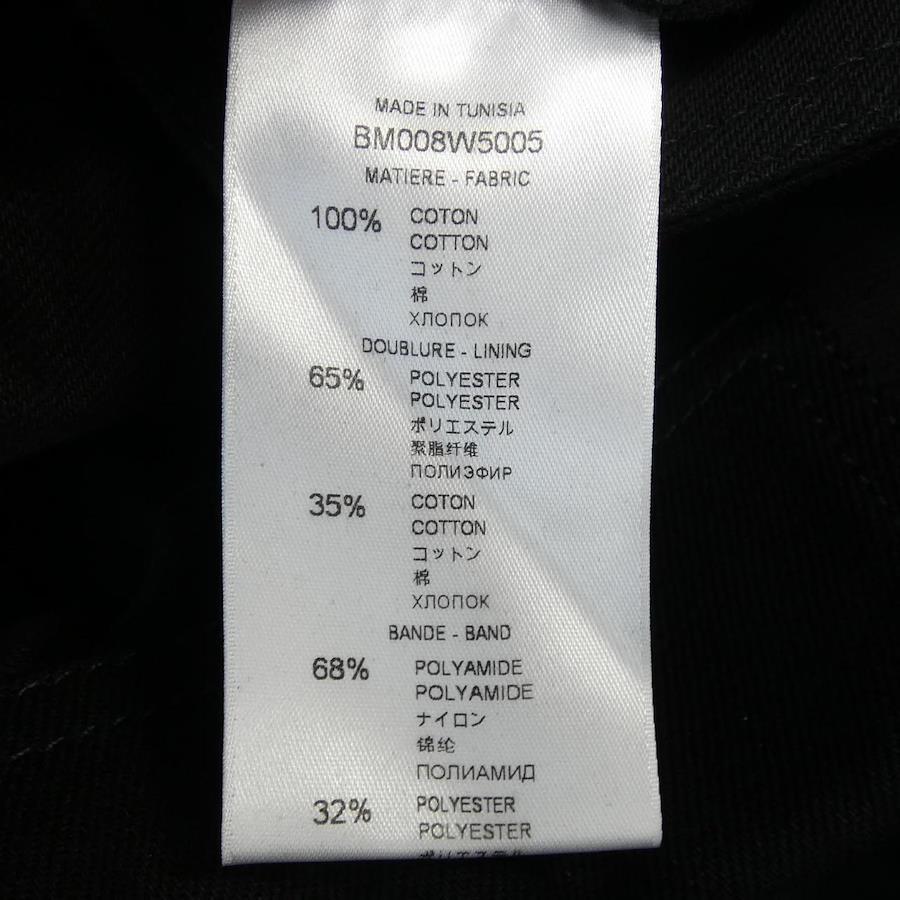 MADE IN TUNISIA
BM008W5005
MATIERE - FABRIC
100% COTON
COTTON
コットン
棉
ХЛОПОК
DOUBLURE - LINING
65% POLYESTER
POLYESTER
ポリエステル
聚脂纤维
ПОЛИЭФИР
35% COTON
COTTON
コットン
棉
ХЛОПОК
BANDE - BAND
68% POLYAMIDE
POLYAMIDE
ナイロン
锦纶
ПОЛИАМИД
32% POLYESTER
POLYESTER